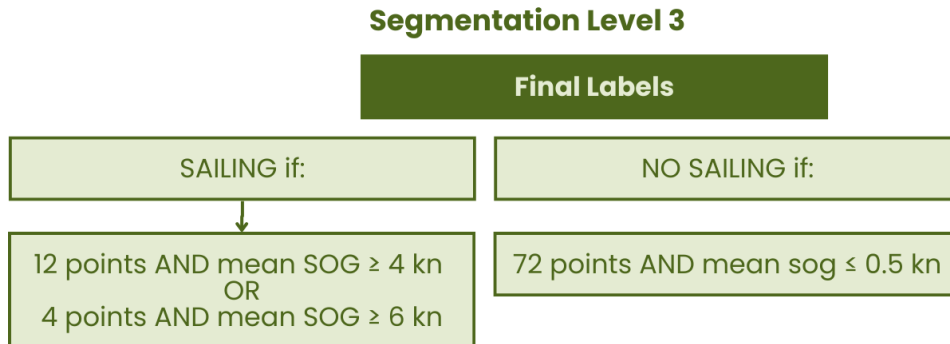 Segmentation Level 3
Final Labels
SAILING if:
NO SAILING if:
12 points AND mean SOG ≥ 4 kn
OR
4 points AND mean SOG ≥ 6 kn
72 points AND mean sog ≤ 0.5 kn